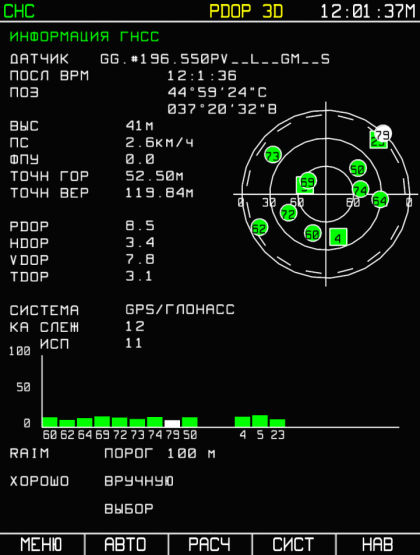 СНС PDOP 3D 12:01:37М
ИНФОРМАЦИЯ ГНСС
ДАТЧИК GG.#196.550PV__L__GM__S
ПОСЛ ВРМ 12:1:36
ПОЗ 44°59'24"С
037°20'32"В
ВЫС 41м
ПС 2.6км/ч
ФПУ 0.0
ТОЧН ГОР 52.50м
ТОЧН ВЕР 119.84м
PDOP 8.5
HDOP 3.4
VDOP 7.8
TDOP 3.1
79
73
50
69
74
64
72
62
60
4
0 30 60 30 0
СИСТЕМА GPS/ГЛОНАСС
КА СЛЕЖ 12
ИСП 11
100
50
0
60 62 64 69 72 73 74 79 50 4 5 23
RAIM ПОРОГ 100 м
ХОРОШО ВРУЧНУЮ
ВЫБОР
МЕНЮ АВТО РАСЧ СИСТ НАВ